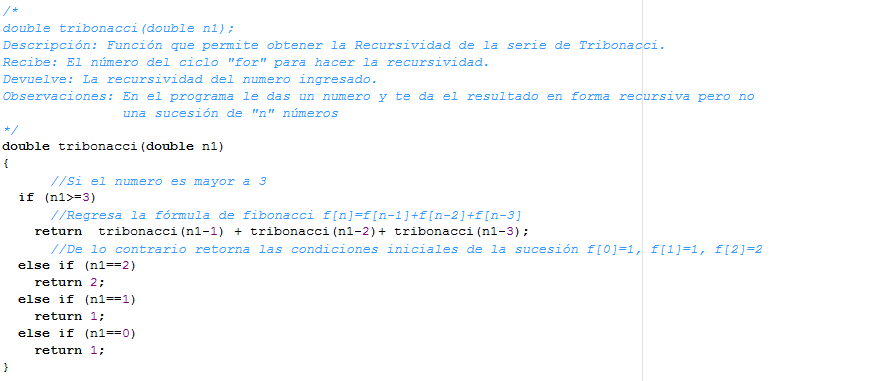 /*
double tribonacci(double n1);
Descripción: Función que permite obtener la Recursividad de la serie de Tribonacci.
Recibe: El número del ciclo "for" para hacer la recursividad.
Devuelve: La recursividad del numero ingresado.
Observaciones: En el programa le das un numero y te da el resultado en forma recursiva pero no
               una sucesión de "n" números
*/
double tribonacci(double n1)
{
      //Si el numero es mayor a 3
  if (n1>=3)
      //Regresa la fórmula de fibonacci f[n]=f[n-1]+f[n-2]+f[n-3]
    return  tribonacci(n1-1) + tribonacci(n1-2)+ tribonacci(n1-3);
      //De lo contrario retorna las condiciones iniciales de la sucesión f[0]=1, f[1]=1, f[2]=2
  else if (n1==2)
    return 2;
  else if (n1==1)
    return 1;
  else if (n1==0)
    return 1;
}